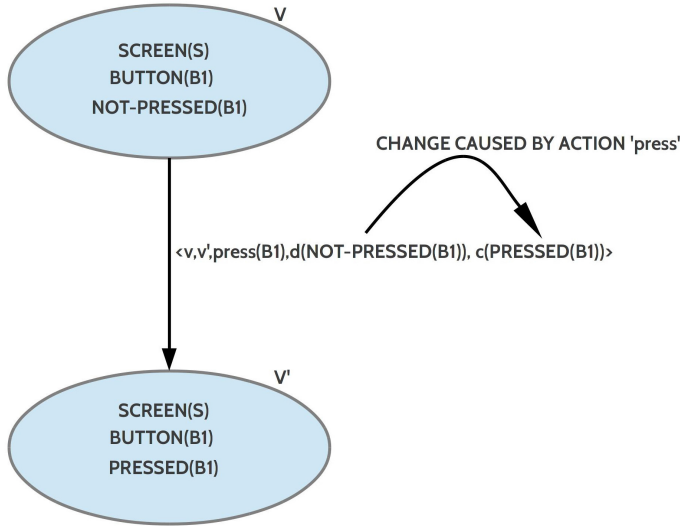 V
SCREEN(S)
BUTTON(B1)
NOT-PRESSED(B1)
CHANGE CAUSED BY ACTION 'press'
<v,v',press(B1),d(NOT-PRESSED(B1)), c(PRESSED(B1))>
V'
SCREEN(S)
BUTTON(B1)
PRESSED(B1)